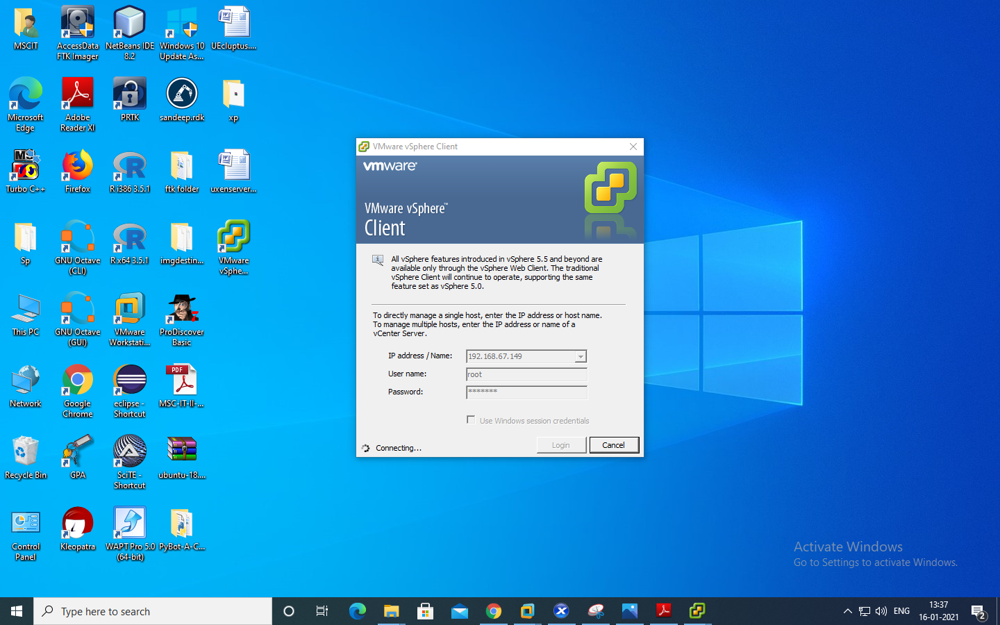 MSCIT
AccessData
FTK Imager
NetBeans IDE
8.2
Windows 10
Update As...
UEcluptus....
Microsoft
Edge
Adobe
Reader XI
PRTK
sandeep.rdk
xp
Turbo C++
Firefox
R i386 3.5.1
ftk folder
uxenserver...
Sp
GNU Octave
(CLI)
R x64 3.5.1
imgdestin...
VMware
vSphe...
This PC
GNU Octave
(GUI)
VMware
Workstati...
ProDiscover
Basic
Network
Google
Chrome
eclipse -
Shortcut
PDF
MSC-IT-II-...
Recycle Bin
GPA
SciTE -
Shortcut
ubuntu-18....
Control
Panel
Kleopatra
WAPT Pro 5.0
(64-bit)
PyBot-A-C...
VMware vSphere Client
vmware®
VMware vSphere™
Client
All vSphere features introduced in vSphere 5.5 and beyond are
available only through the vSphere Web Client. The traditional
vSphere Client will continue to operate, supporting the same
feature set as vSphere 5.0.
To directly manage a single host, enter the IP address or host name.
To manage multiple hosts, enter the IP address or name of a
vCenter Server.
IP address / Name: 192.168.67.149
User name: root
Password: *******
Use Windows session credentials
Connecting... Login Cancel
Activate Windows
Go to Settings to activate Windows.
Type here to search
ENG
13:37
16-01-2021
2